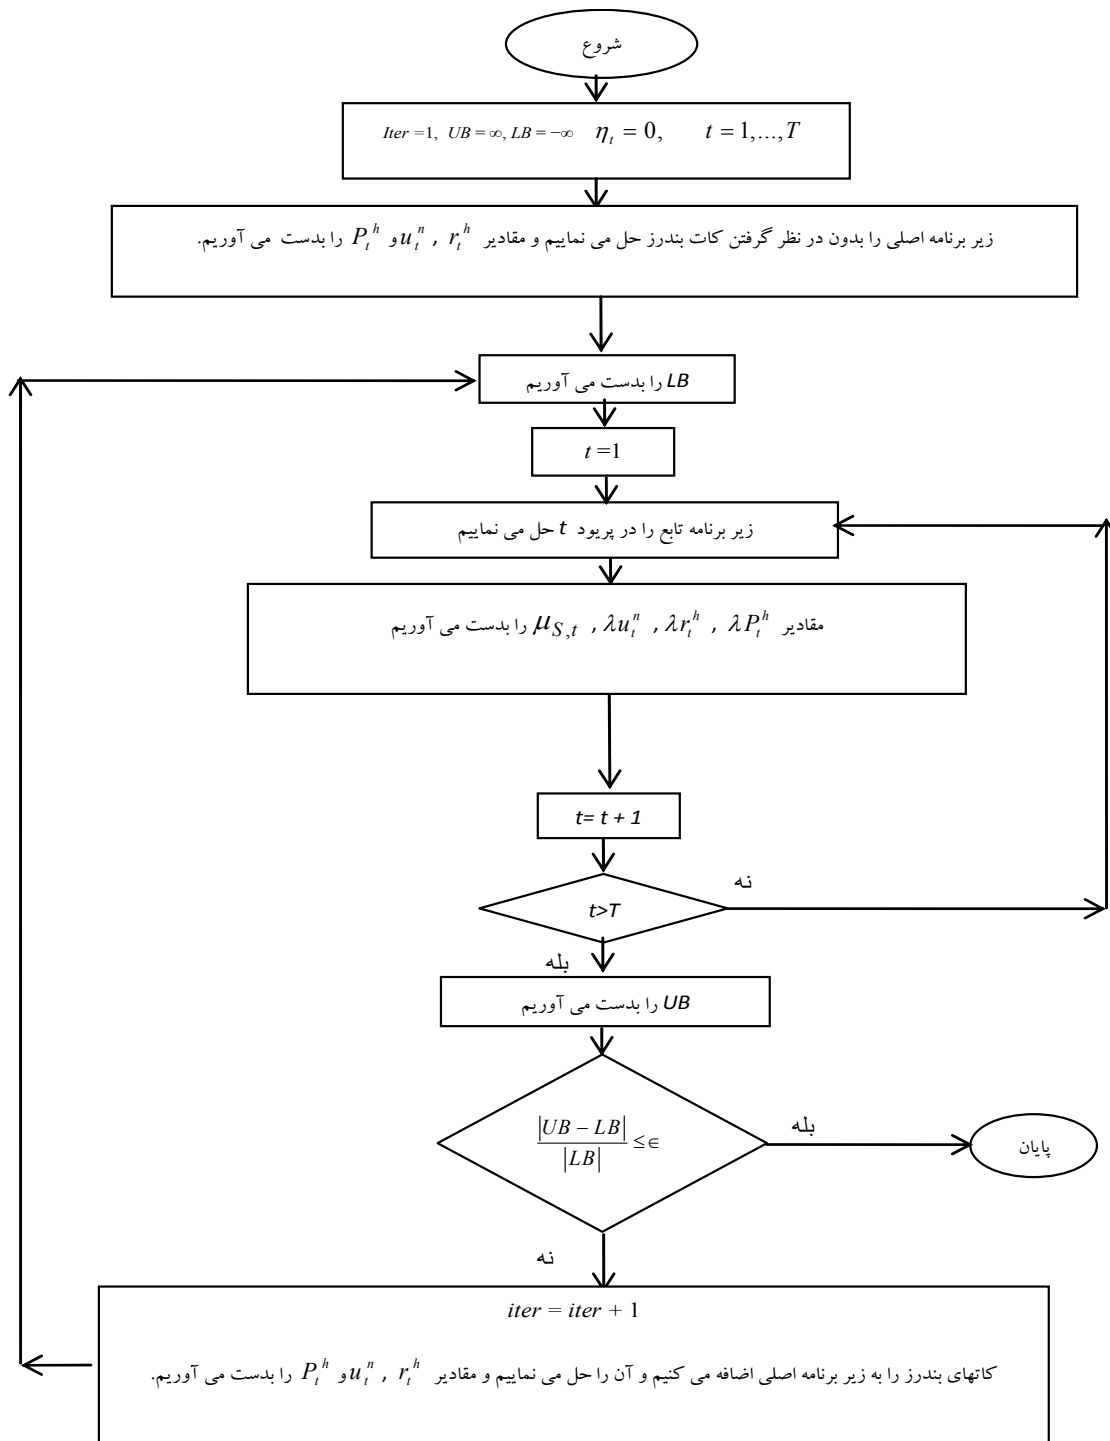 شروع
Iter =1, UB = ∞, LB = −∞ η_t = 0, t = 1,...,T
زیر برنامه اصلی را بدون در نظر گرفتن کات بندرز حل می نماییم و مقادیر r_t^h , u_t^n و P_t^h را بدست می آوریم.
LB را بدست می آوریم
t =1
زیر برنامه تابع را در پریود t حل می نماییم
مقادیر μ_{S,t} , λu_t^n , λr_t^h , λP_t^h را بدست می آوریم
t= t + 1
t>T
نه
بله
UB را بدست می آوریم
|UB − LB| / |LB| ≤ ∈
بله
پایان
نه
iter = iter + 1
کاتهای بندرز را به زیر برنامه اصلی اضافه می کنیم و آن را حل می نماییم و مقادیر r_t^h , u_t^n و P_t^h را بدست می آوریم.